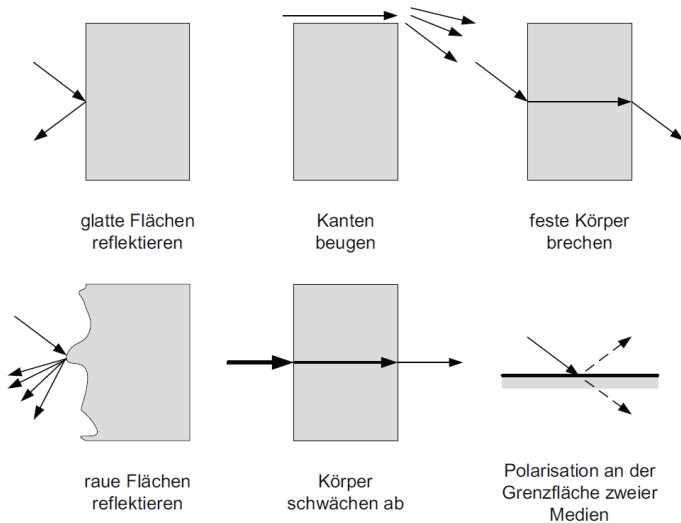 glatte Flächen
reflektieren
Kanten
beugen
feste Körper
brechen
raue Flächen
reflektieren
Körper
schwächen ab
Polarisation an der
Grenzfläche zweier
Medien